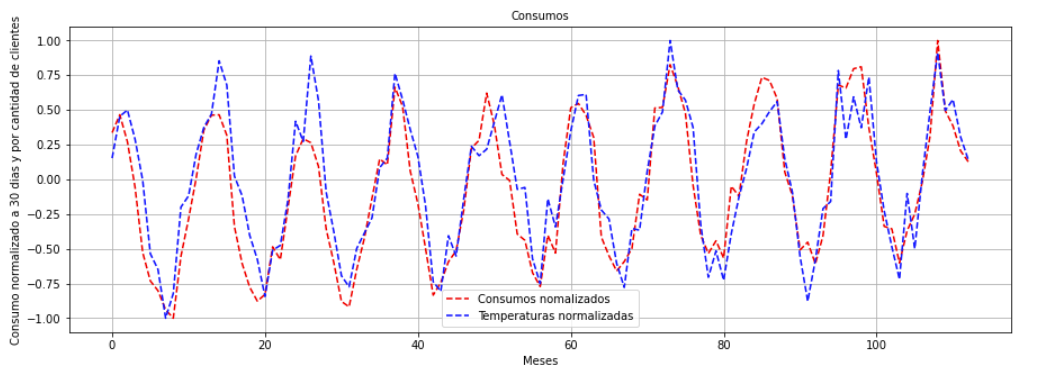 Consumos
Consumo normalizado a 30 dias y por cantidad de clientes
1.00
0.75
0.50
0.25
0.00
−0.25
−0.50
−0.75
−1.00
Consumos nomalizados
Temperaturas normalizadas
0 20 40 60 80 100
Meses